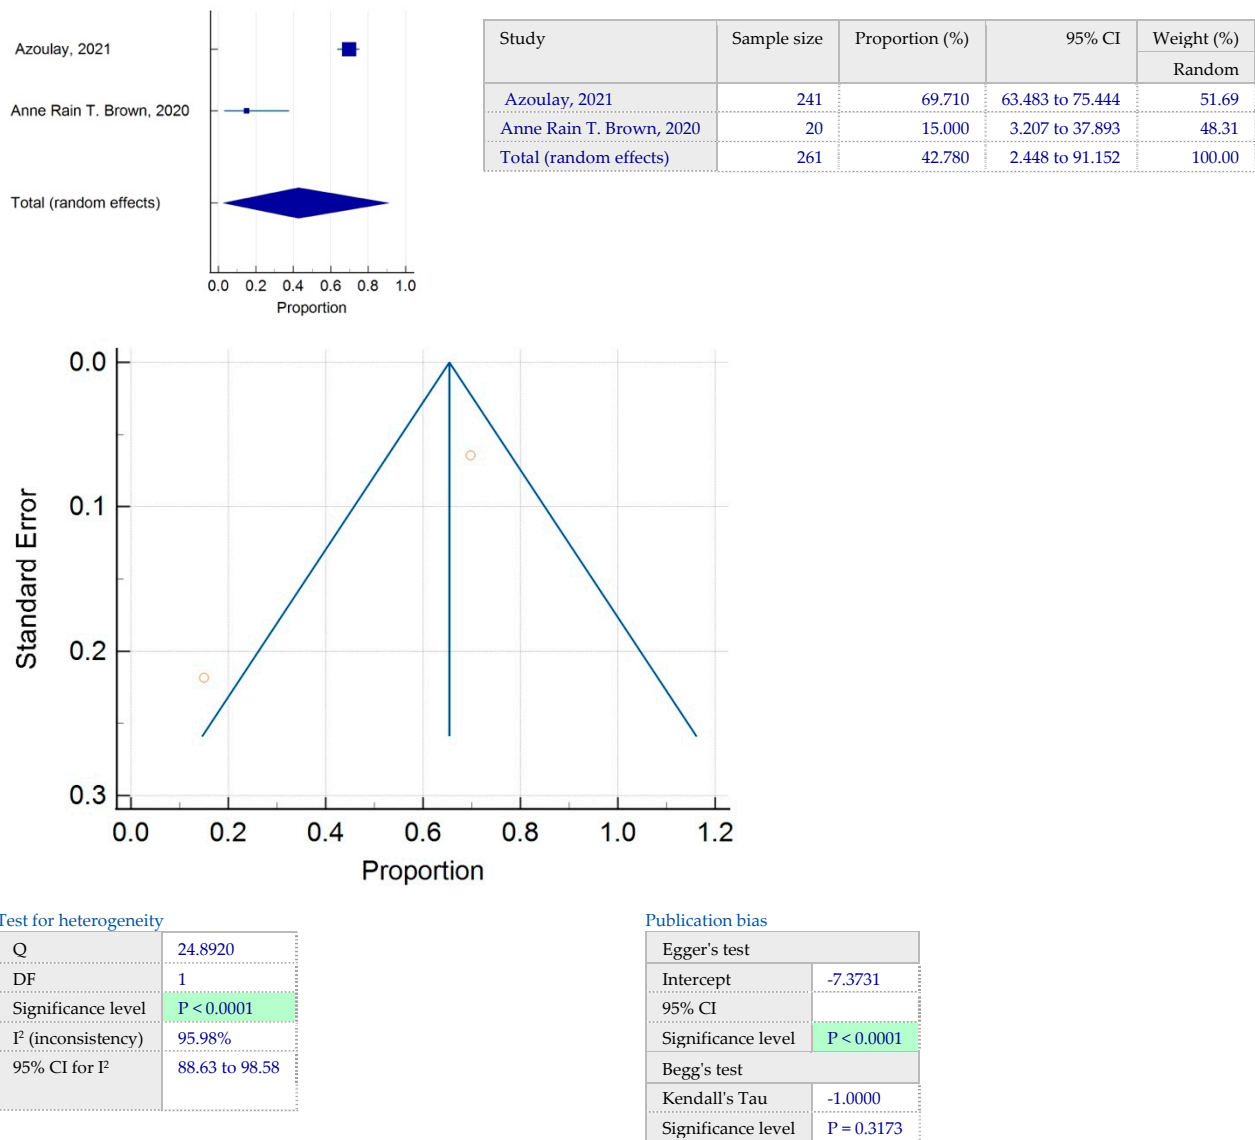 Azoulay, 2021
Anne Rain T. Brown, 2020
Total (random effects)
0.0 0.2 0.4 0.6 0.8 1.0
Proportion
Study Sample size Proportion (%) 95% CI Weight (%)
Random
Azoulay, 2021 241 69.710 63.483 to 75.444 51.69
Anne Rain T. Brown, 2020 20 15.000 3.207 to 37.893 48.31
Total (random effects) 261 42.780 2.448 to 91.152 100.00
0.0
0.1
0.2
0.3
Standard Error
0.0 0.2 0.4 0.6 0.8 1.0 1.2
Proportion
Test for heterogeneity
Q 24.8920
DF 1
Significance level P < 0.0001
I² (inconsistency) 95.98%
95% CI for I² 88.63 to 98.58
Publication bias
Egger's test
Intercept -7.3731
95% CI
Significance level P < 0.0001
Begg's test
Kendall's Tau -1.0000
Significance level P = 0.3173